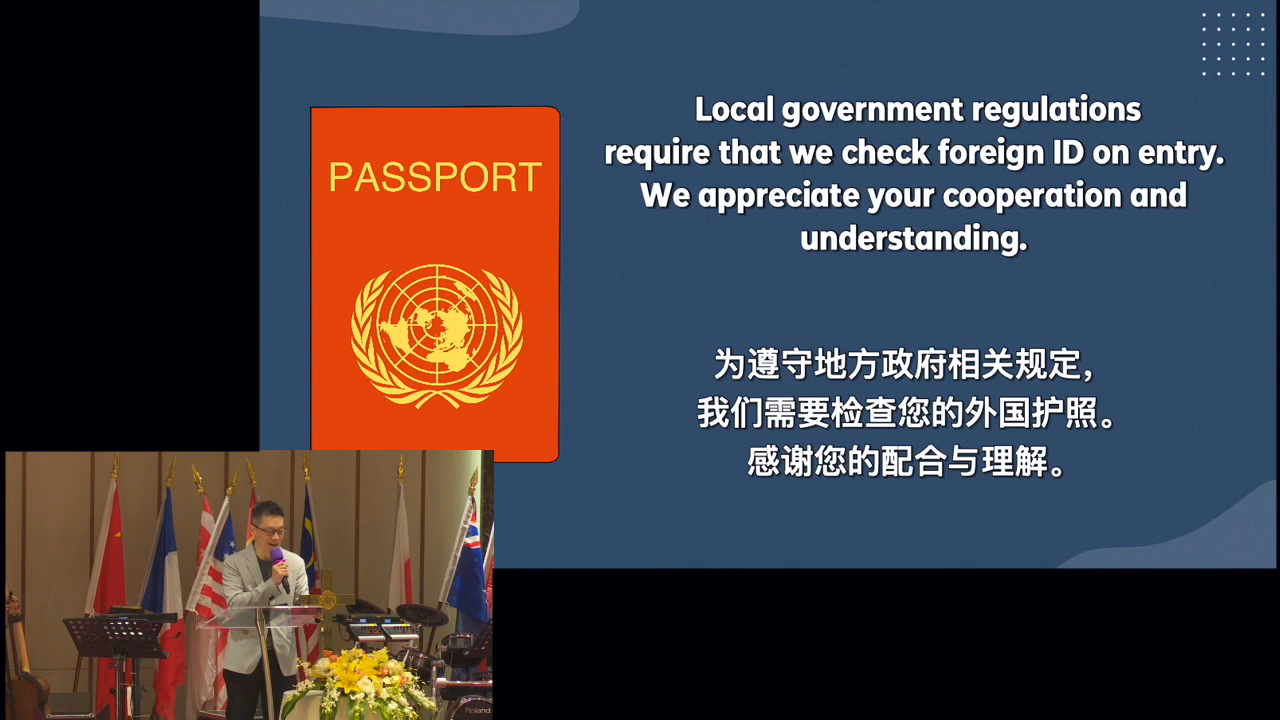 PASSPORT
Local government regulations
require that we check foreign ID on entry.
We appreciate your cooperation and
understanding.
为遵守地方政府相关规定,
我们需要检查您的外国护照。
感谢您的配合与理解。
Roland